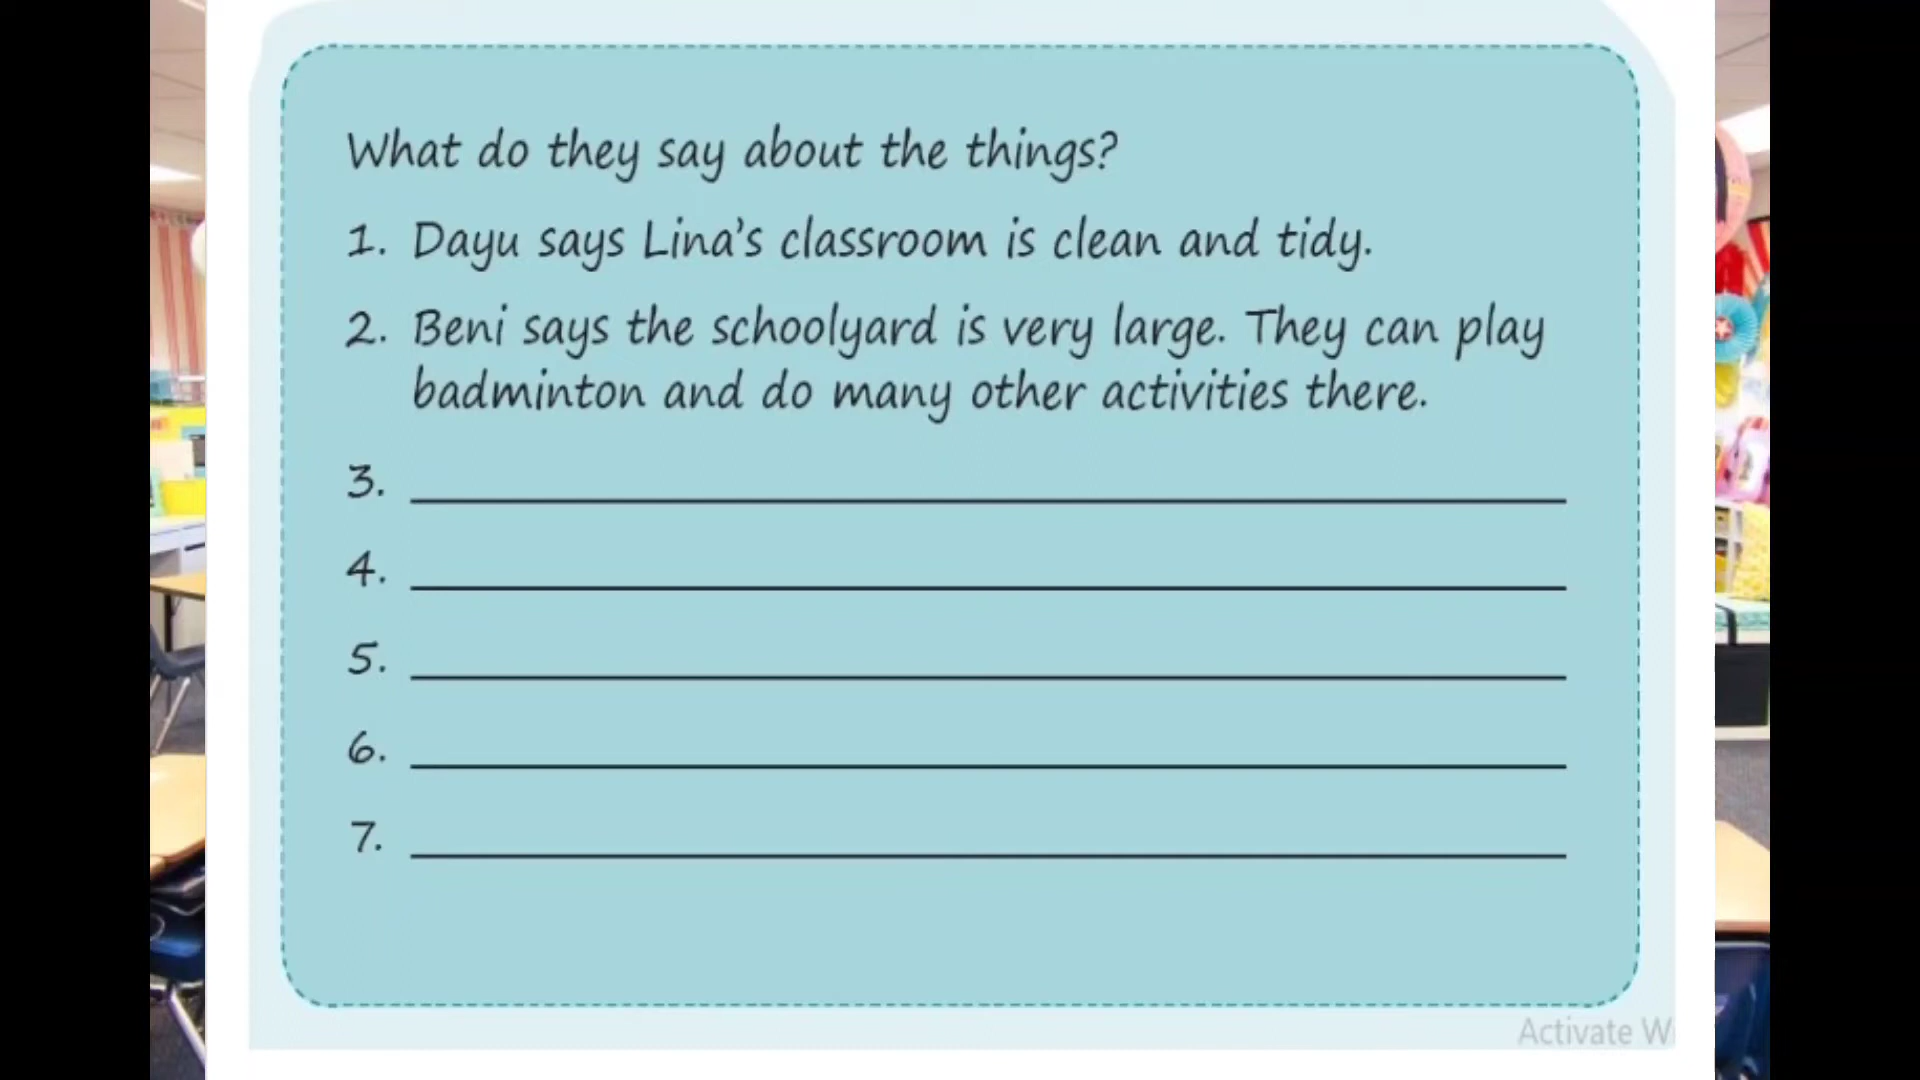 What do they say about the things?
1. Dayu says Lina's classroom is clean and tidy.
2. Beni says the schoolyard is very large. They can play
badminton and do many other activities there.
3.
4.
5.
6.
7.
Activate W